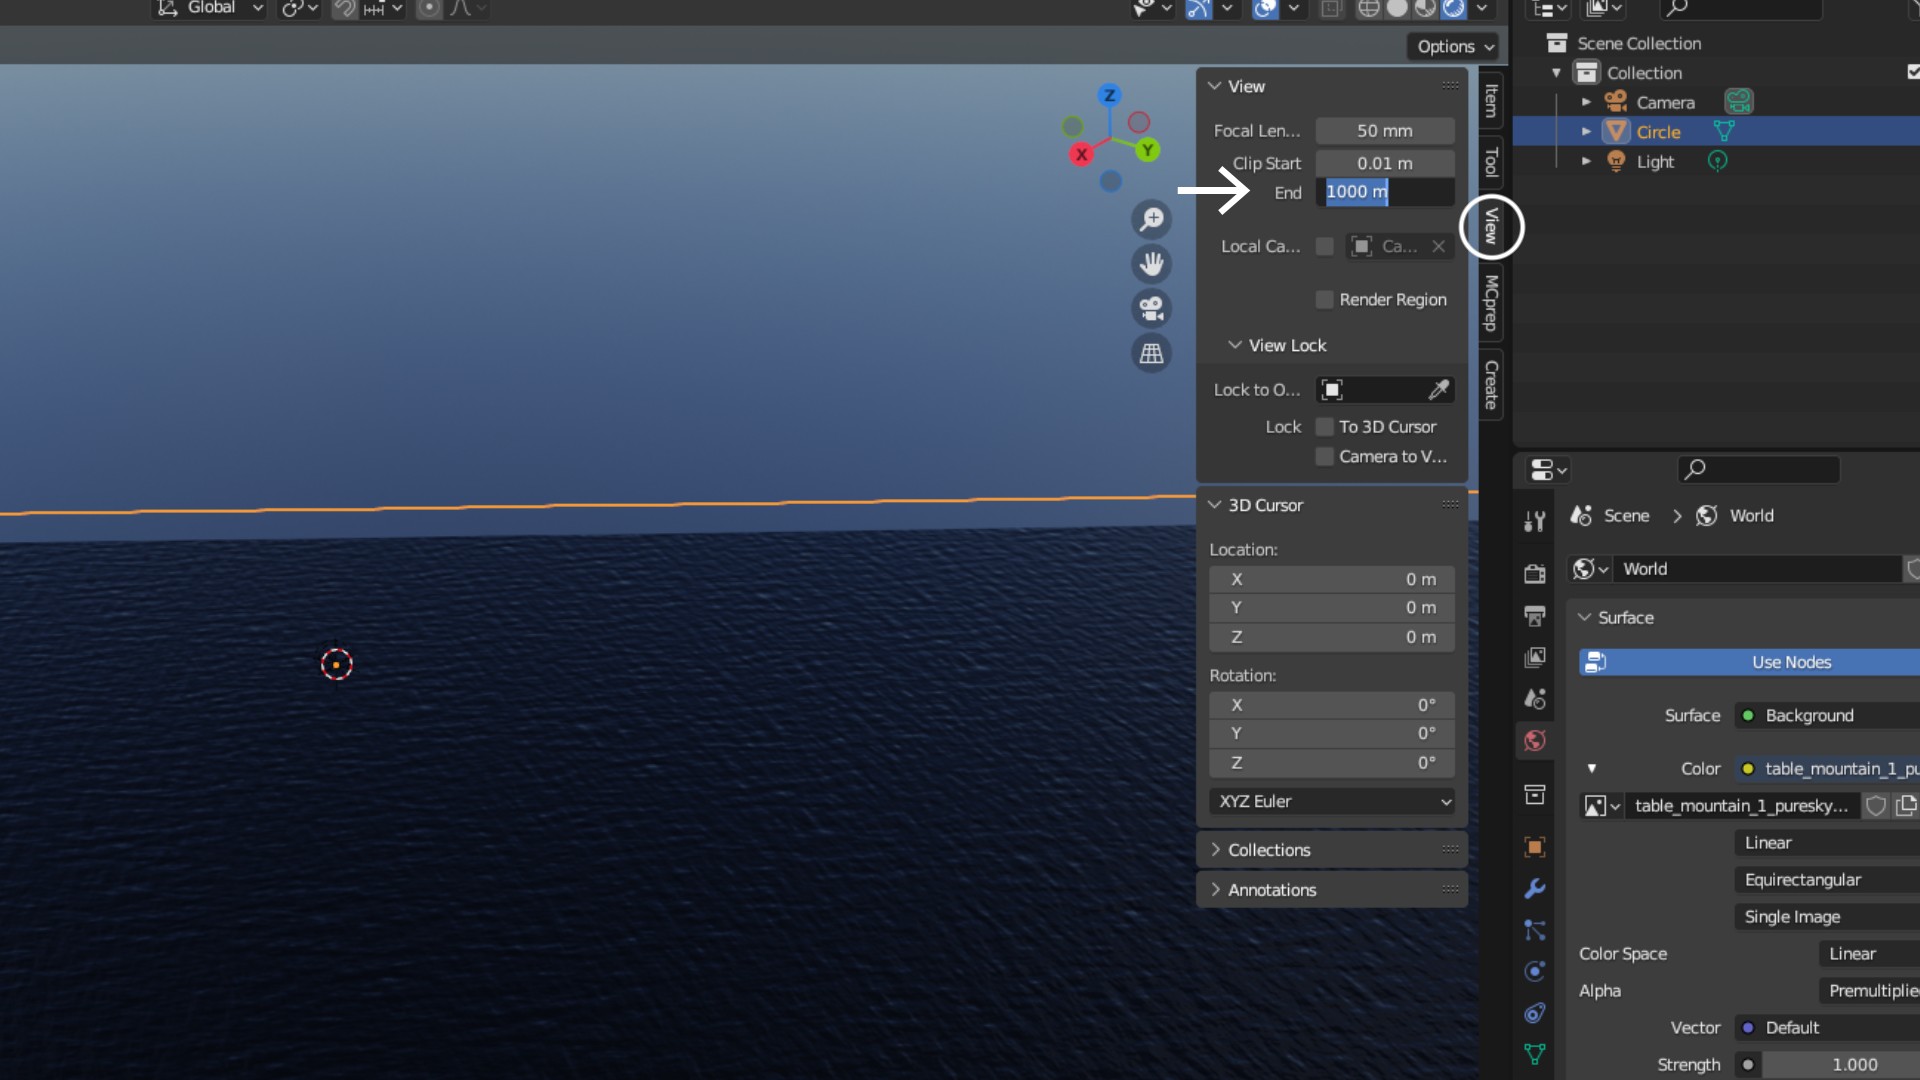 Global
Options
Z
X
Y
View
Focal Len...
50 mm
Clip Start
0.01 m
End
1000 m
Local Ca...
Ca...
Render Region
View Lock
Lock to O...
Lock
To 3D Cursor
Camera to V...
3D Cursor
Location:
X
0 m
Y
0 m
Z
0 m
Rotation:
X
0°
Y
0°
Z
0°
XYZ Euler
Collections
Annotations
Item
Tool
View
MCprep
Create
Scene Collection
Collection
Camera
Circle
Light
Scene
World
World
Surface
Use Nodes
Surface
Background
Color
table_mountain_1_pu
table_mountain_1_puresky...
Linear
Equirectangular
Single Image
Color Space
Linear
Alpha
Premultiplie
Vector
Default
Strength
1.000